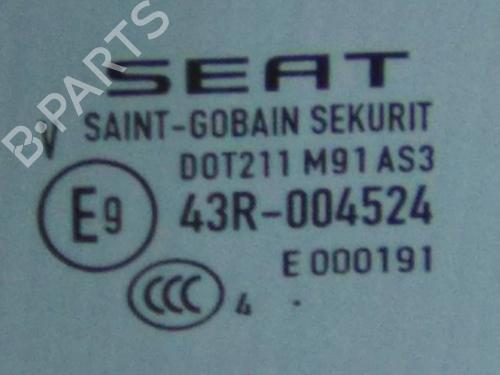 SEAT
SAINT-GOBAIN SEKURIT
V
DOT211 M91 AS3
E9 43R-004524
E 000191
CCC 4 .
B-PARTS